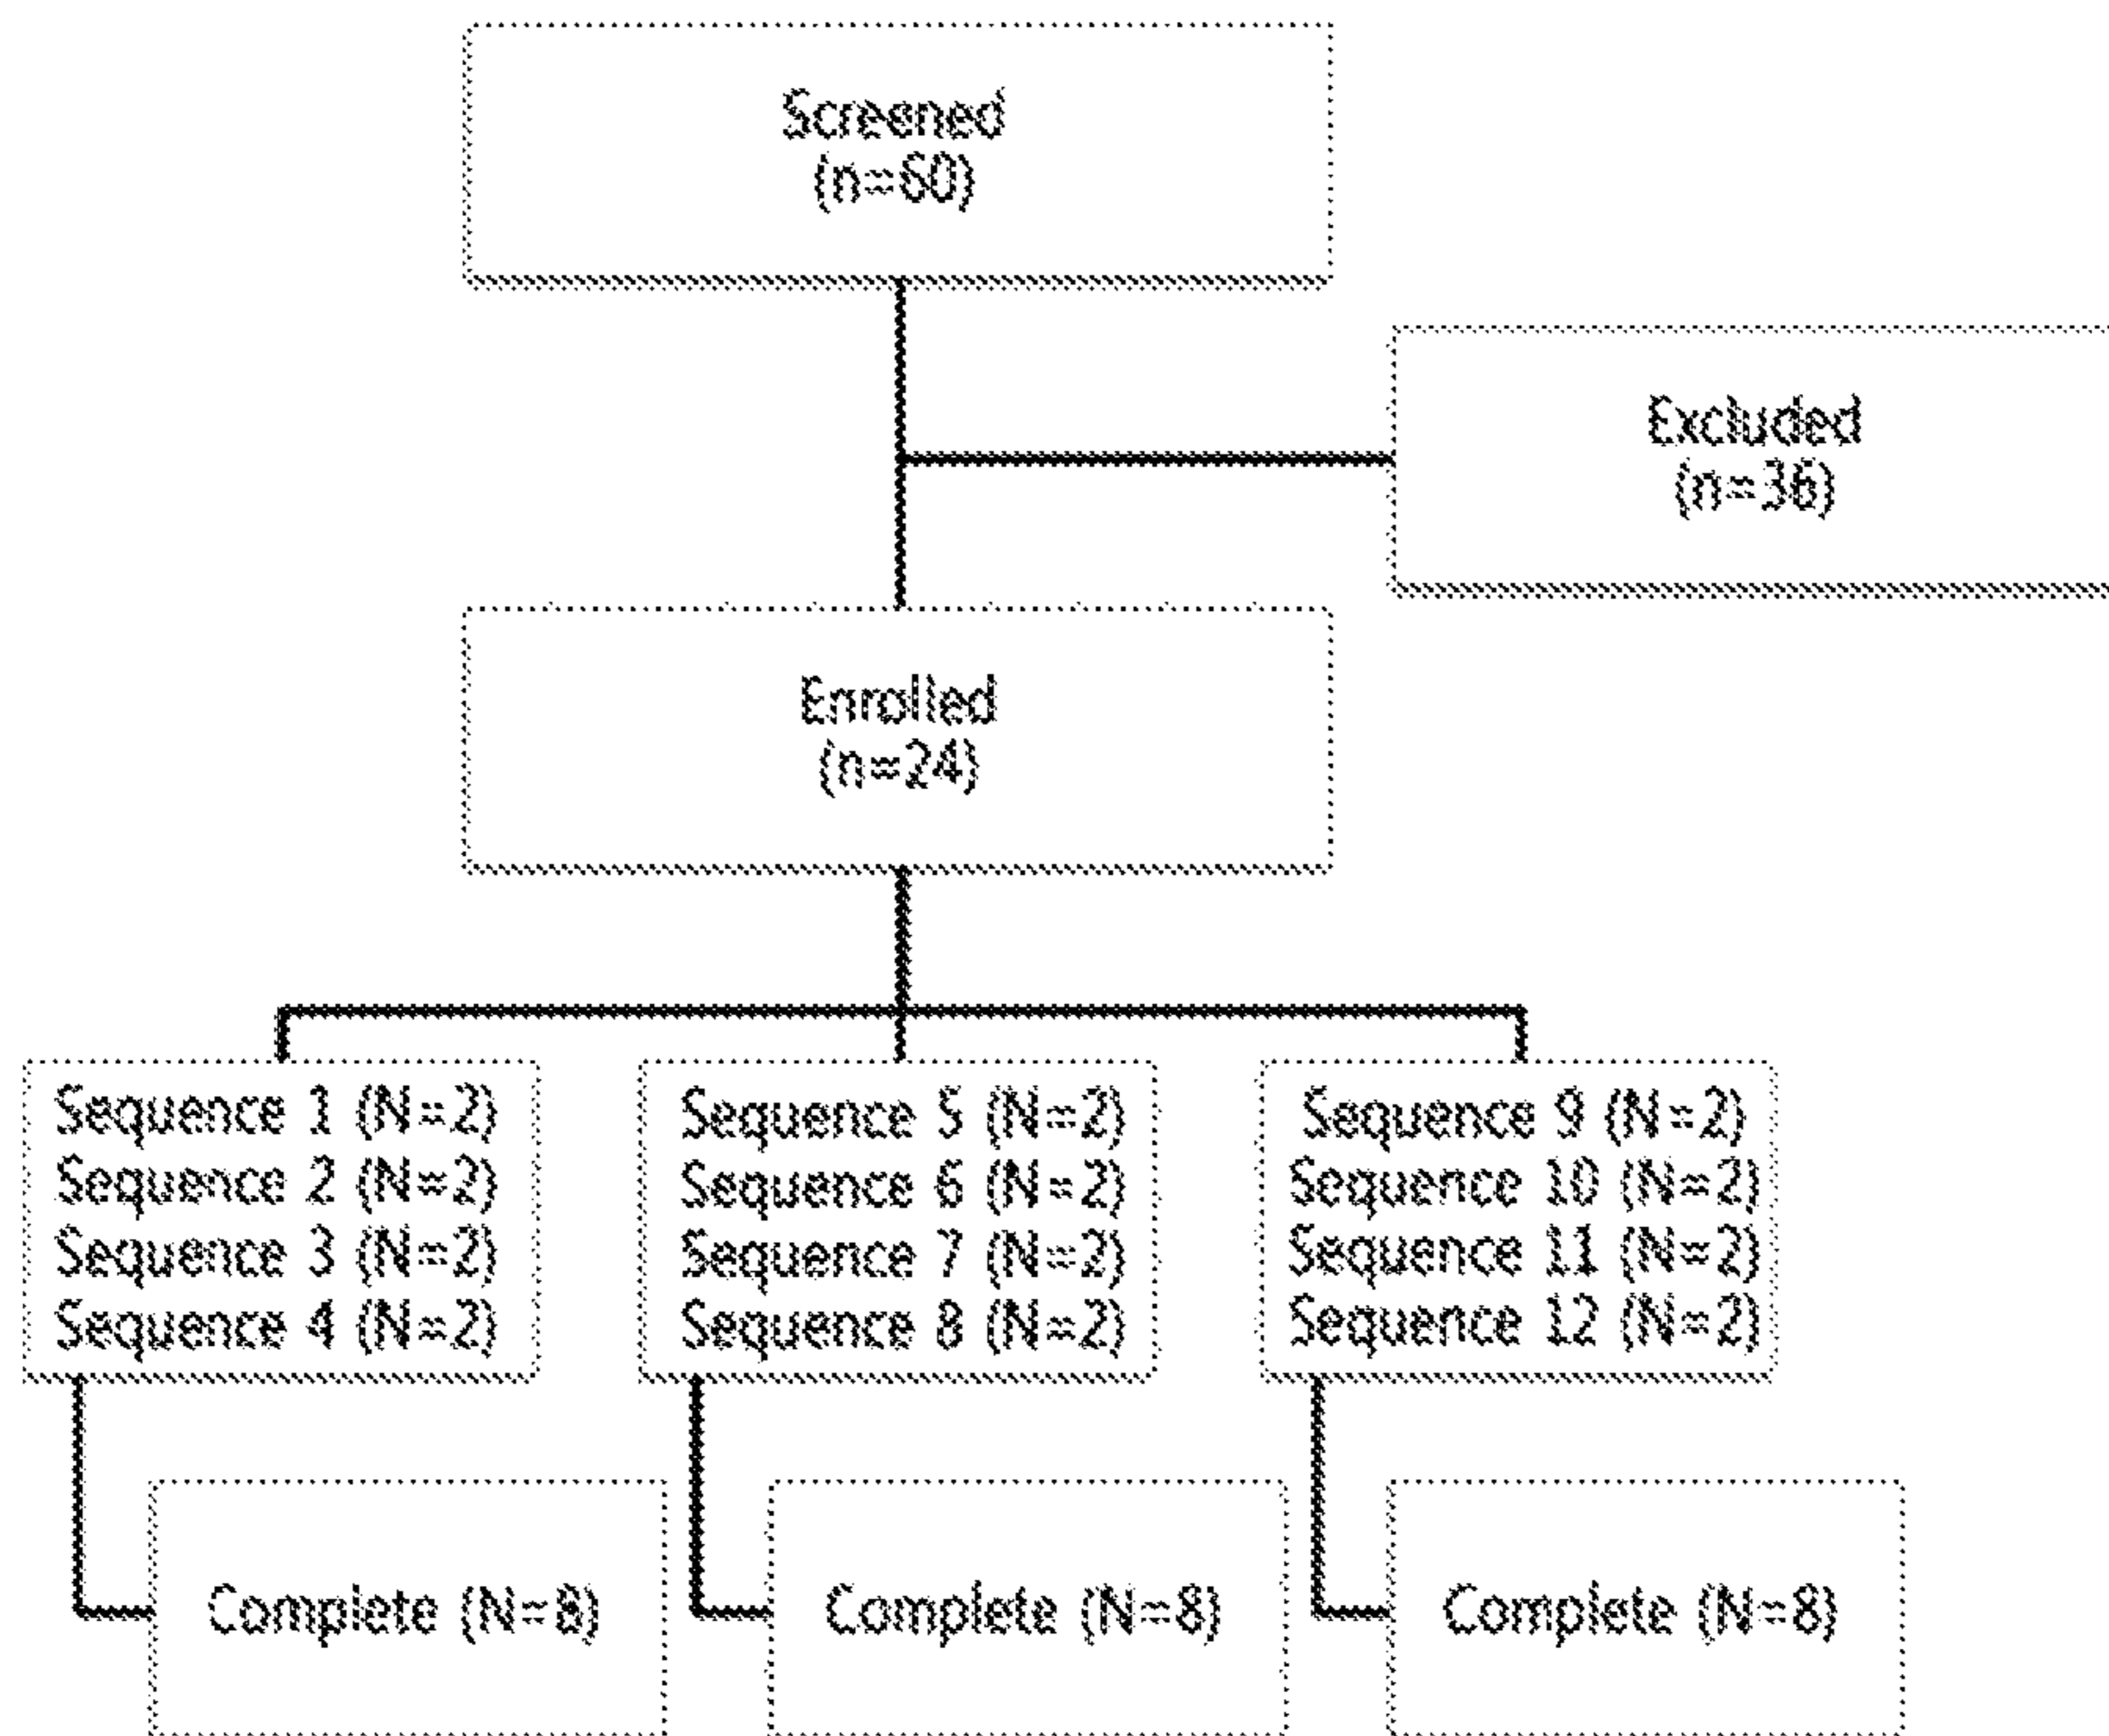 Screened
(n=60)
Excluded
(n=36)
Enrolled
(n=24)
Sequence 1 (N=2)
Sequence 2 (N=2)
Sequence 3 (N=2)
Sequence 4 (N=2)
Sequence 5 (N=2)
Sequence 6 (N=2)
Sequence 7 (N=2)
Sequence 8 (N=2)
Sequence 9 (N=2)
Sequence 10 (N=2)
Sequence 11 (N=2)
Sequence 12 (N=2)
Complete (N=8)
Complete (N=8)
Complete (N=8)